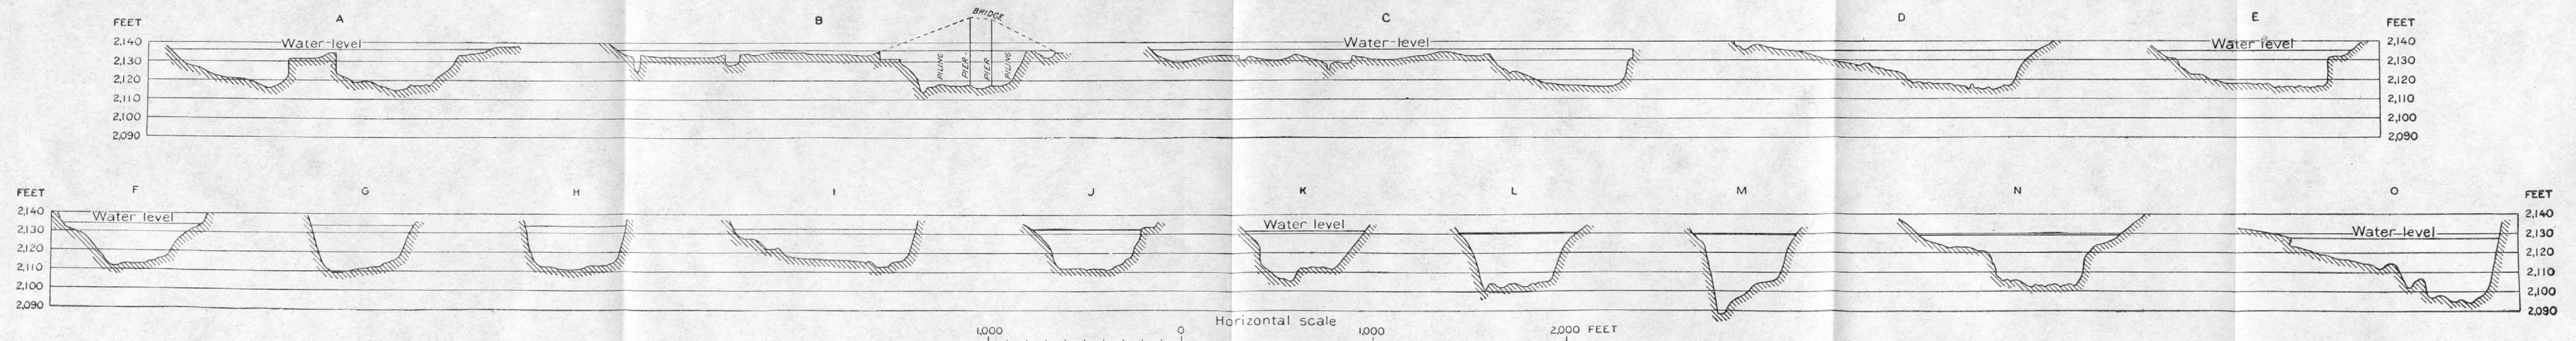 A B C D E
BRIDGE
FEET FEET
2,140 Water-level Water-level Water level 2,140
2,130 PILING PIER PIER PILING 2,130
2,120 2,120
2,110 2,110
2,100 2,100
2,090 2,090
F G H I J K L M N O
FEET FEET
2,140 Water level Water level 2,140
2,130 Water-level 2,130
2,120 2,120
2,110 2,110
2,100 2,100
2,090 2,090
Horizontal scale
1,000 0 1,000 2,000 FEET